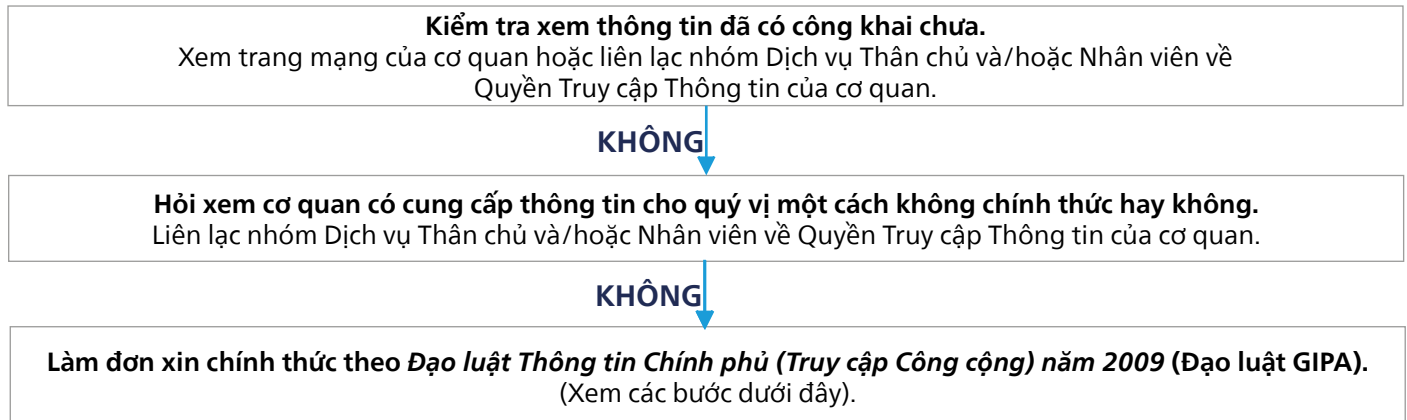 Kiểm tra xem thông tin đã có công khai chưa.
Xem trang mạng của cơ quan hoặc liên lạc nhóm Dịch vụ Thân chủ và/hoặc Nhân viên về
Quyền Truy cập Thông tin của cơ quan.
KHÔNG
Hỏi xem cơ quan có cung cấp thông tin cho quý vị một cách không chính thức hay không.
Liên lạc nhóm Dịch vụ Thân chủ và/hoặc Nhân viên về Quyền Truy cập Thông tin của cơ quan.
KHÔNG
Làm đơn xin chính thức theo Đạo luật Thông tin Chính phủ (Truy cập Công cộng) năm 2009 (Đạo luật GIPA).
(Xem các bước dưới đây).